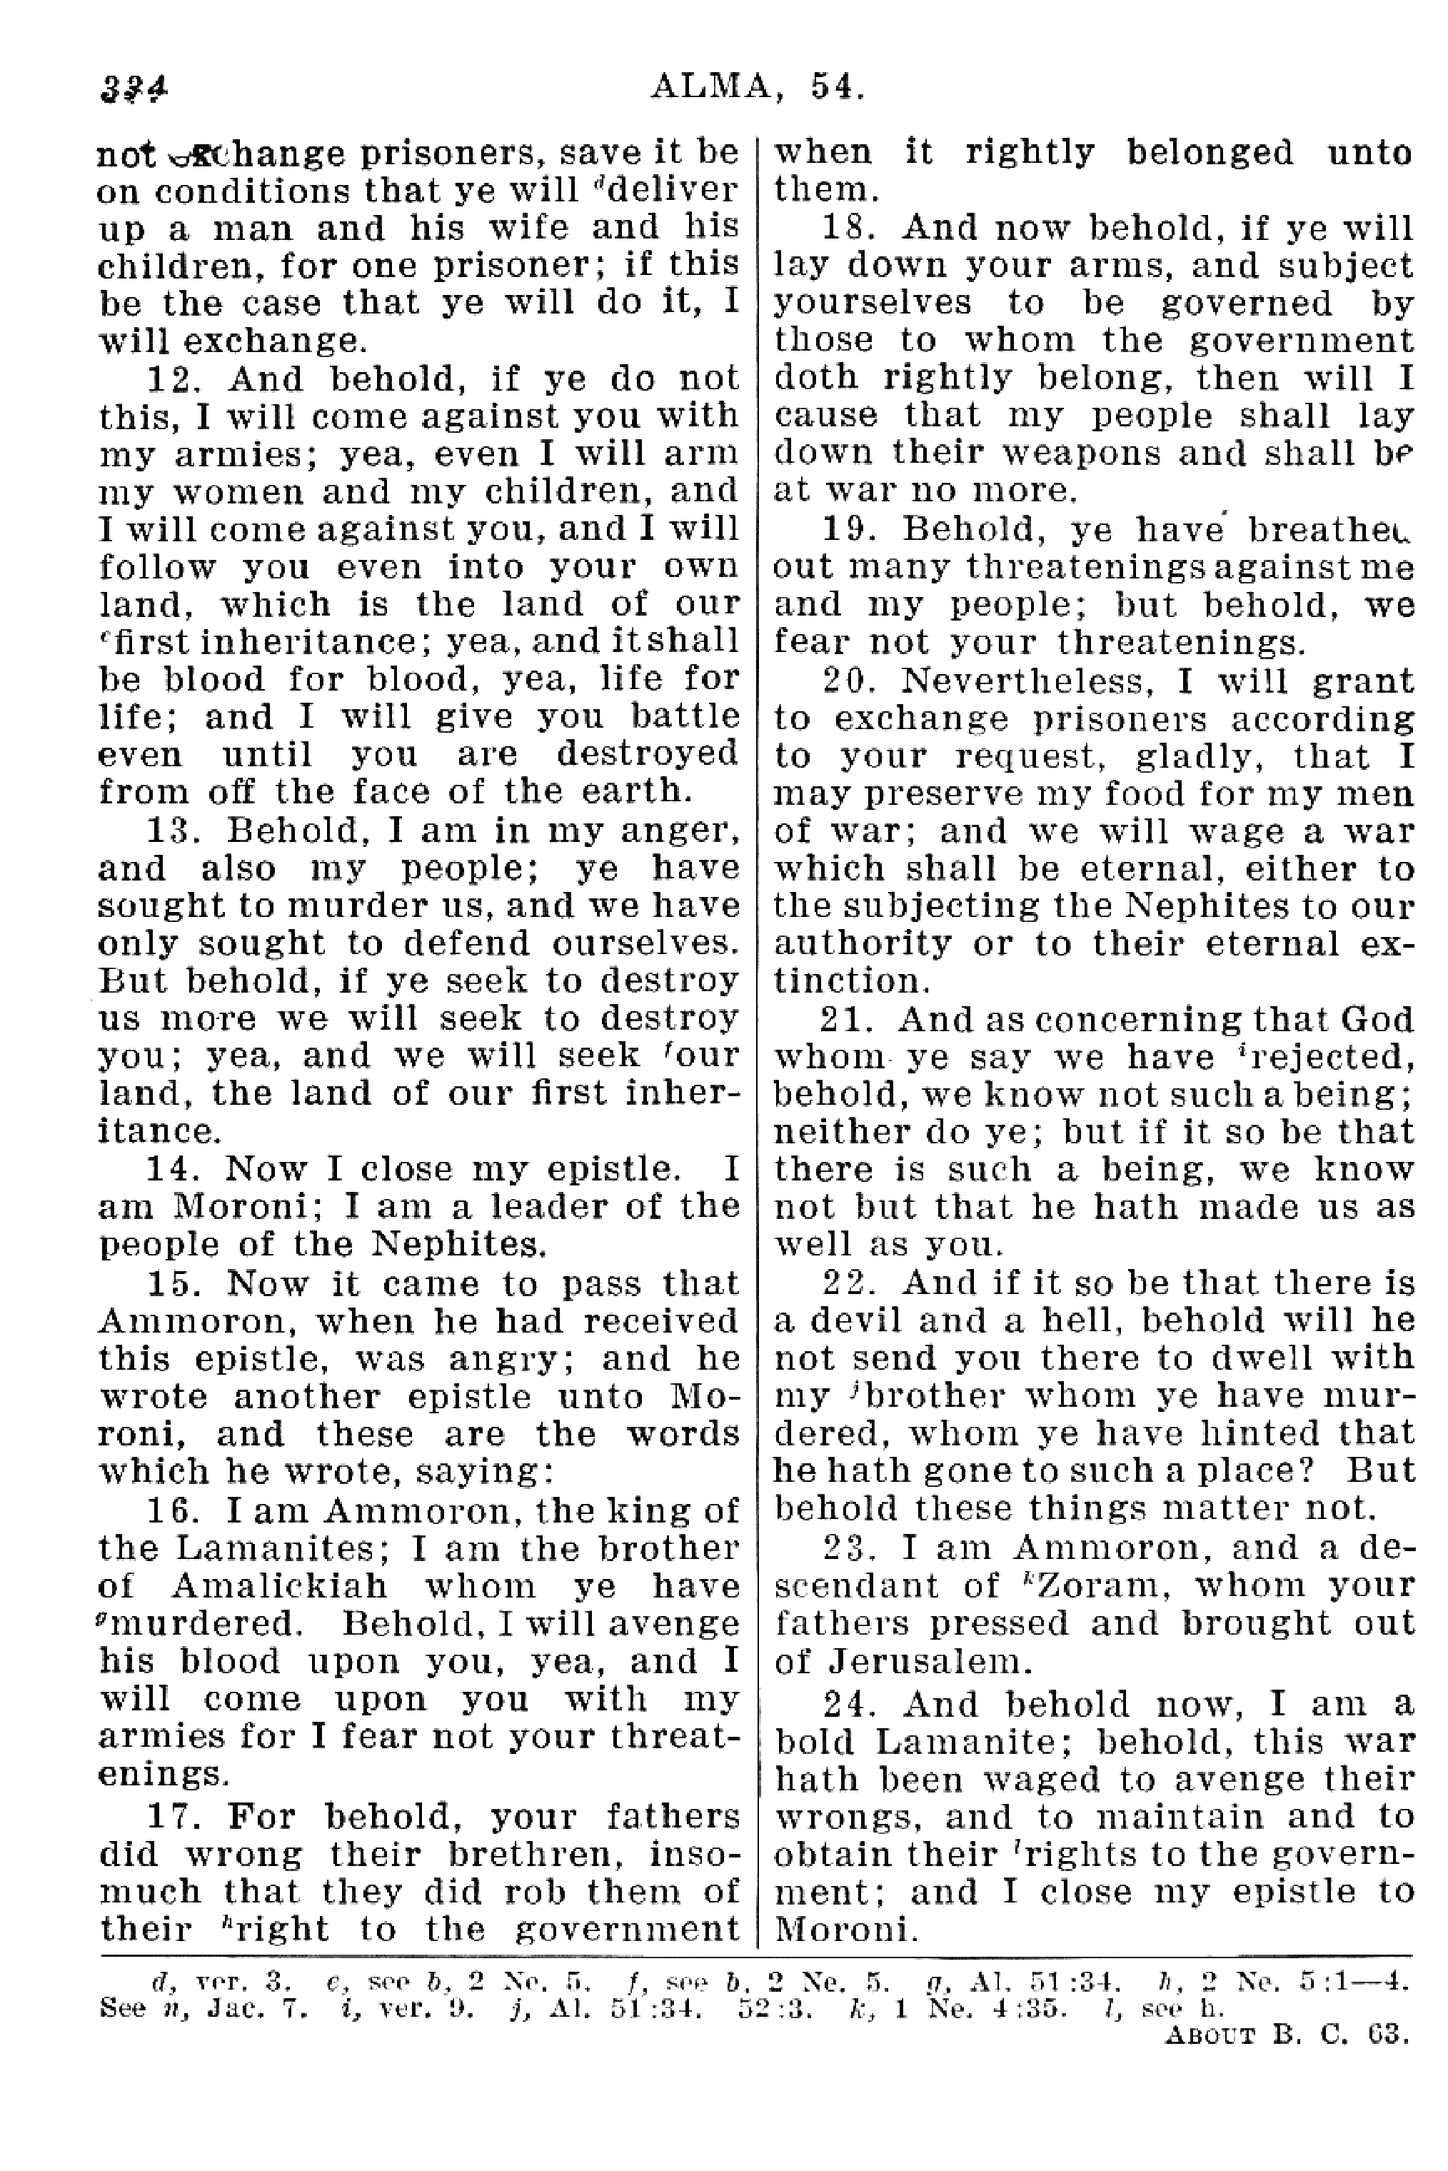 334
ALMA, 54.
not exchange prisoners, save it be
on conditions that ye will ddeliver
up a man and his wife and his
children, for one prisoner; if this
be the case that ye will do it, I
will exchange.
12. And behold, if ye do not
this, I will come against you with
my armies; yea, even I will arm
my women and my children, and
I will come against you, and I will
follow you even into your own
land, which is the land of our
efirst inheritance; yea, and it shall
be blood for blood, yea, life for
life; and I will give you battle
even until you are destroyed
from off the face of the earth.
13. Behold, I am in my anger,
and also my people; ye have
sought to murder us, and we have
only sought to defend ourselves.
But behold, if ye seek to destroy
us more we will seek to destroy
you; yea, and we will seek four
land, the land of our first inher-
itance.
14. Now I close my epistle. I
am Moroni; I am a leader of the
people of the Nephites.
15. Now it came to pass that
Ammoron, when he had received
this epistle, was angry; and he
wrote another epistle unto Mo-
roni, and these are the words
which he wrote, saying:
16. I am Ammoron, the king of
the Lamanites; I am the brother
of Amalickiah whom ye have
gmurdered. Behold, I will avenge
his blood upon you, yea, and I
will come upon you with my
armies for I fear not your threat-
enings.
17. For behold, your fathers
did wrong their brethren, inso-
much that they did rob them of
their hright to the government
when it rightly belonged unto
them.
18. And now behold, if ye will
lay down your arms, and subject
yourselves to be governed by
those to whom the government
doth rightly belong, then will I
cause that my people shall lay
down their weapons and shall be
at war no more.
19. Behold, ye have breathed
out many threatenings against me
and my people; but behold, we
fear not your threatenings.
20. Nevertheless, I will grant
to exchange prisoners according
to your request, gladly, that I
may preserve my food for my men
of war; and we will wage a war
which shall be eternal, either to
the subjecting the Nephites to our
authority or to their eternal ex-
tinction.
21. And as concerning that God
whom ye say we have irejected,
behold, we know not such a being;
neither do ye; but if it so be that
there is such a being, we know
not but that he hath made us as
well as you.
22. And if it so be that there is
a devil and a hell, behold will he
not send you there to dwell with
my jbrother whom ye have mur-
dered, whom ye have hinted that
he hath gone to such a place? But
behold these things matter not.
23. I am Ammoron, and a de-
scendant of kZoram, whom your
fathers pressed and brought out
of Jerusalem.
24. And behold now, I am a
bold Lamanite; behold, this war
hath been waged to avenge their
wrongs, and to maintain and to
obtain their lrights to the govern-
ment; and I close my epistle to
Moroni.
d, ver. 3. e, see b, 2 Ne. 5. f, see b, 2 Ne. 5. g, Al. 51:34. h, 2 Ne. 5:1—4.
See n, Jac. 7. i, ver. 9. j, Al. 51:34. 52:3. k, 1 Ne. 4:35. l, see h.
ABOUT B. C. 63.